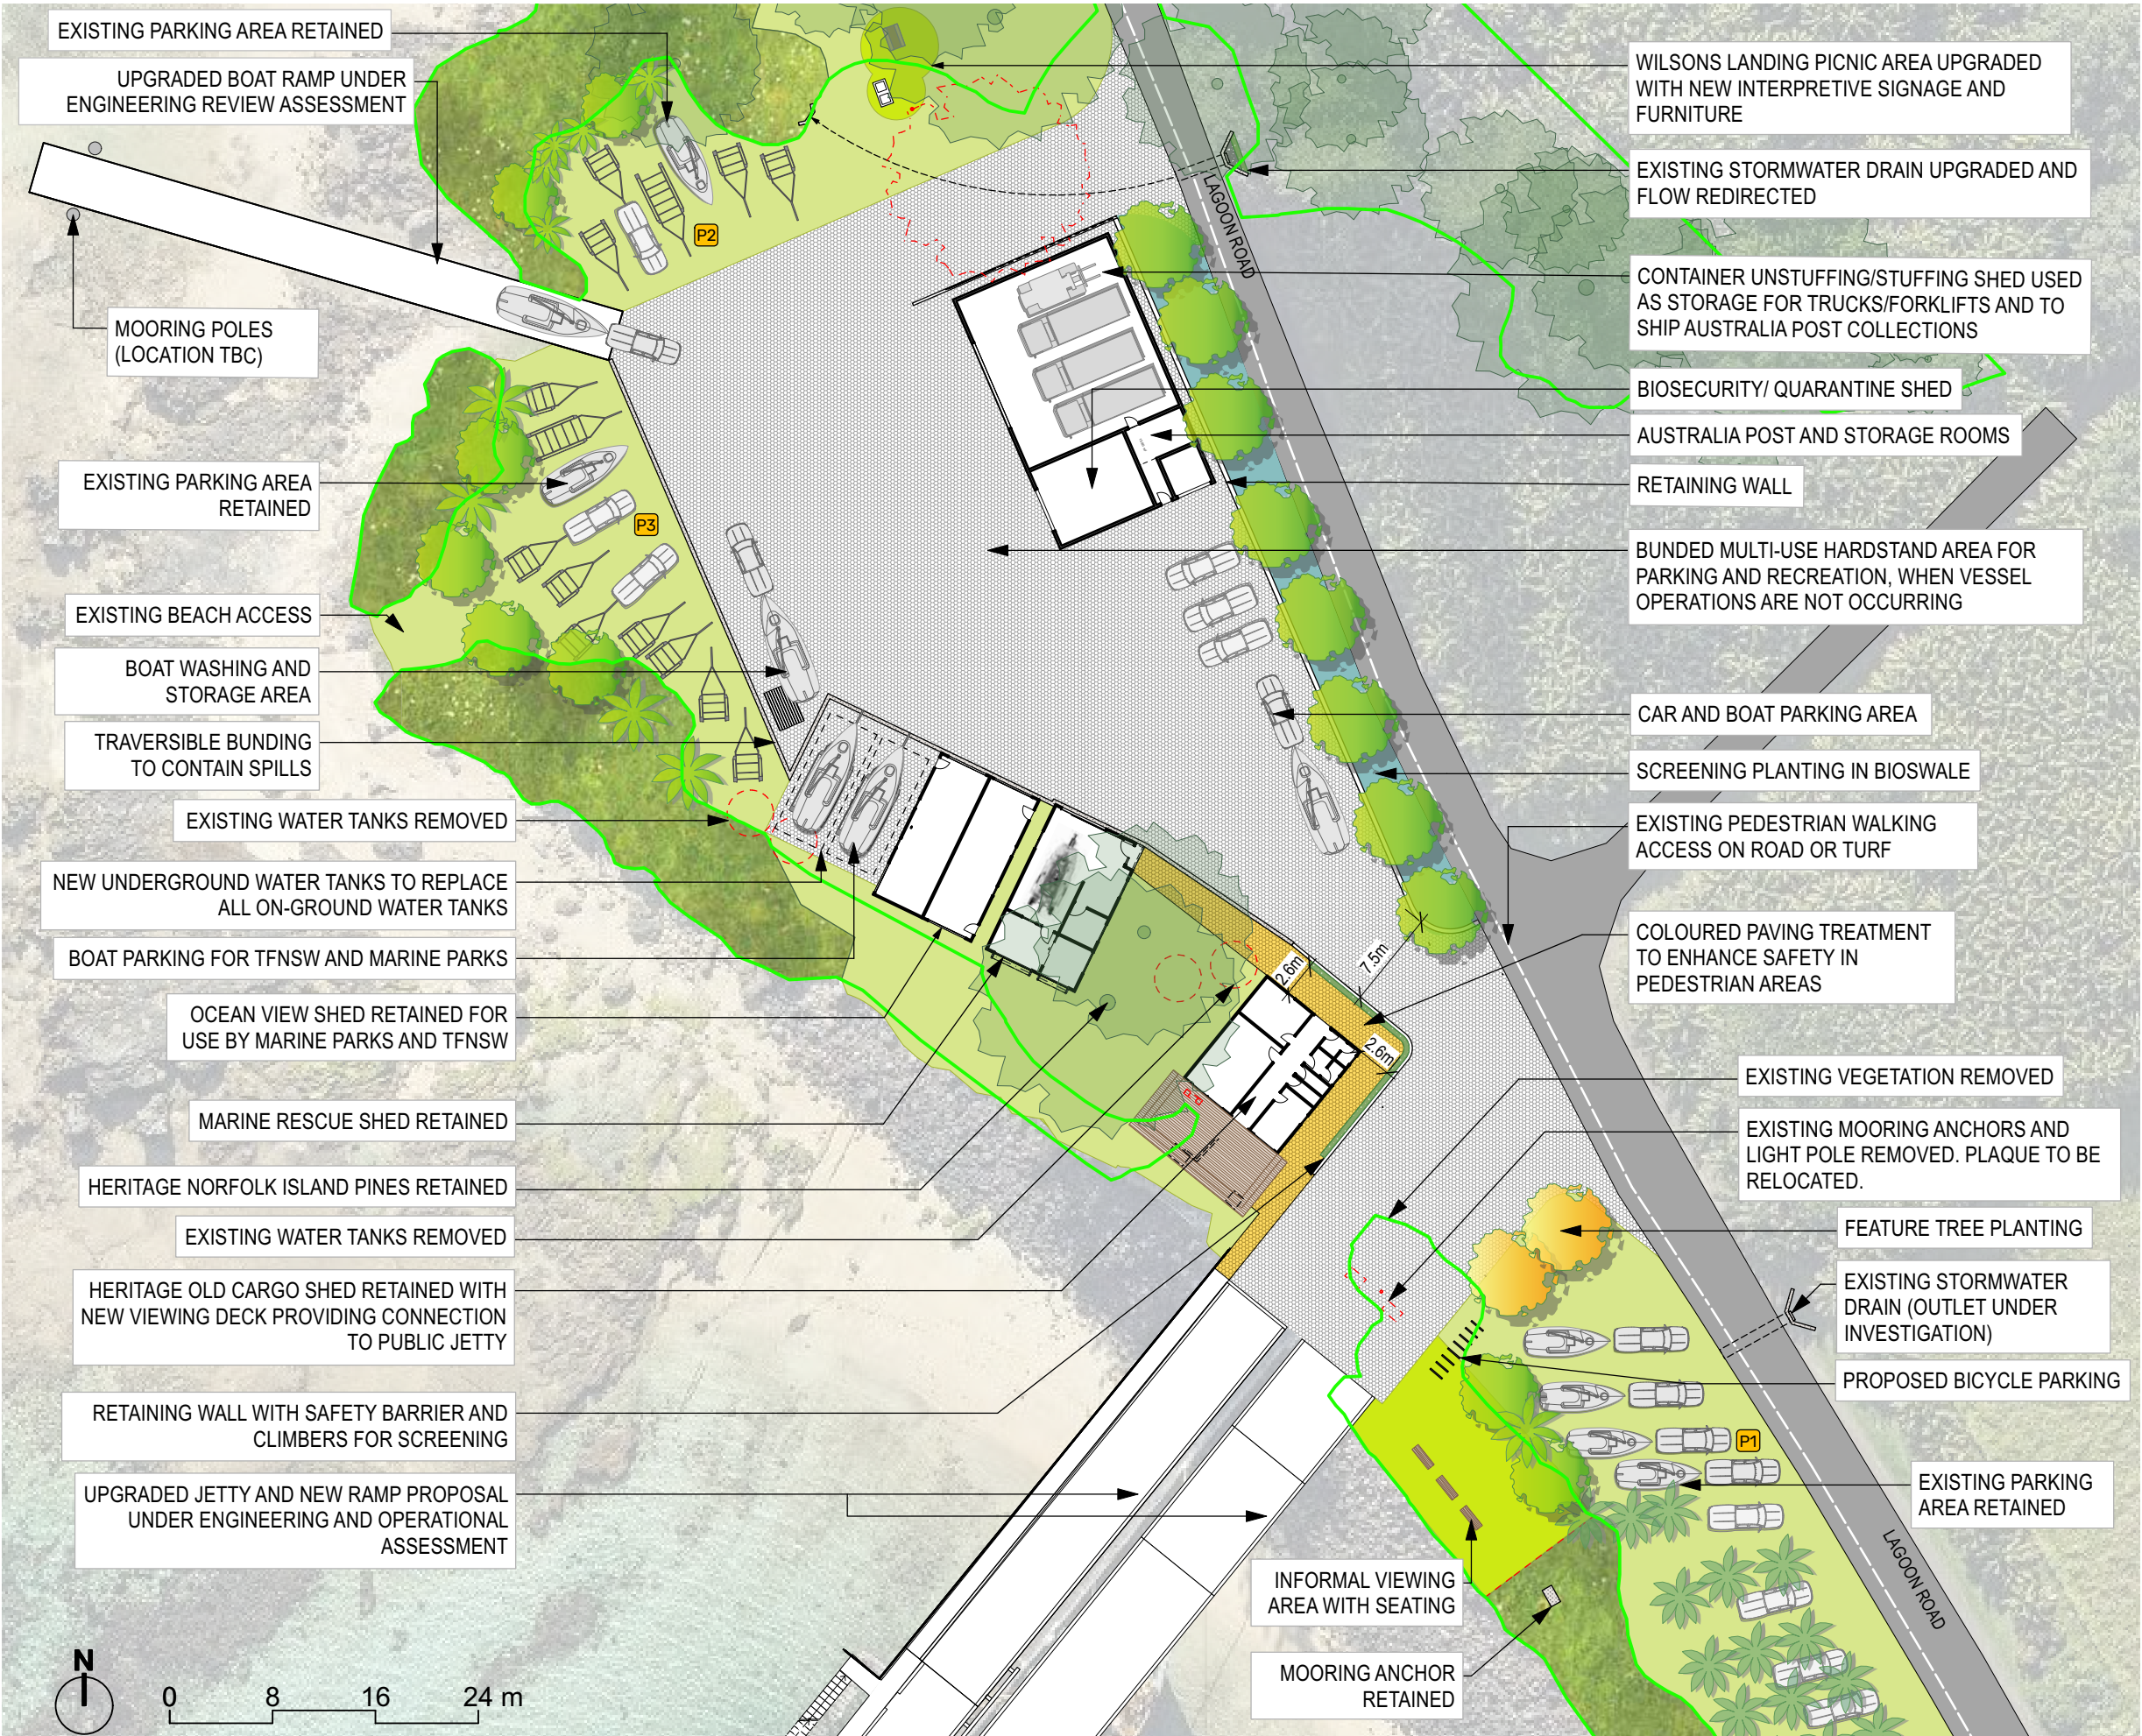 EXISTING PARKING AREA RETAINED
UPGRADED BOAT RAMP UNDER
ENGINEERING REVIEW ASSESSMENT
MOORING POLES
(LOCATION TBC)
EXISTING PARKING AREA
RETAINED
EXISTING BEACH ACCESS
BOAT WASHING AND
STORAGE AREA
TRAVERSIBLE BUNDING
TO CONTAIN SPILLS
EXISTING WATER TANKS REMOVED
NEW UNDERGROUND WATER TANKS TO REPLACE
ALL ON-GROUND WATER TANKS
BOAT PARKING FOR TFNSW AND MARINE PARKS
OCEAN VIEW SHED RETAINED FOR
USE BY MARINE PARKS AND TFNSW
MARINE RESCUE SHED RETAINED
HERITAGE NORFOLK ISLAND PINES RETAINED
EXISTING WATER TANKS REMOVED
HERITAGE OLD CARGO SHED RETAINED WITH
NEW VIEWING DECK PROVIDING CONNECTION
TO PUBLIC JETTY
RETAINING WALL WITH SAFETY BARRIER AND
CLIMBERS FOR SCREENING
UPGRADED JETTY AND NEW RAMP PROPOSAL
UNDER ENGINEERING AND OPERATIONAL
ASSESSMENT
N
0 8 16 24 m
P2
P3
LAGOON ROAD
2.6m
7.5m
2.6m
P1
LAGOON ROAD
WILSONS LANDING PICNIC AREA UPGRADED
WITH NEW INTERPRETIVE SIGNAGE AND
FURNITURE
EXISTING STORMWATER DRAIN UPGRADED AND
FLOW REDIRECTED
CONTAINER UNSTUFFING/STUFFING SHED USED
AS STORAGE FOR TRUCKS/FORKLIFTS AND TO
SHIP AUSTRALIA POST COLLECTIONS
BIOSECURITY/ QUARANTINE SHED
AUSTRALIA POST AND STORAGE ROOMS
RETAINING WALL
BUNDED MULTI-USE HARDSTAND AREA FOR
PARKING AND RECREATION, WHEN VESSEL
OPERATIONS ARE NOT OCCURRING
CAR AND BOAT PARKING AREA
SCREENING PLANTING IN BIOSWALE
EXISTING PEDESTRIAN WALKING
ACCESS ON ROAD OR TURF
COLOURED PAVING TREATMENT
TO ENHANCE SAFETY IN
PEDESTRIAN AREAS
EXISTING VEGETATION REMOVED
EXISTING MOORING ANCHORS AND
LIGHT POLE REMOVED. PLAQUE TO BE
RELOCATED.
FEATURE TREE PLANTING
EXISTING STORMWATER
DRAIN (OUTLET UNDER
INVESTIGATION)
PROPOSED BICYCLE PARKING
EXISTING PARKING
AREA RETAINED
INFORMAL VIEWING
AREA WITH SEATING
MOORING ANCHOR
RETAINED